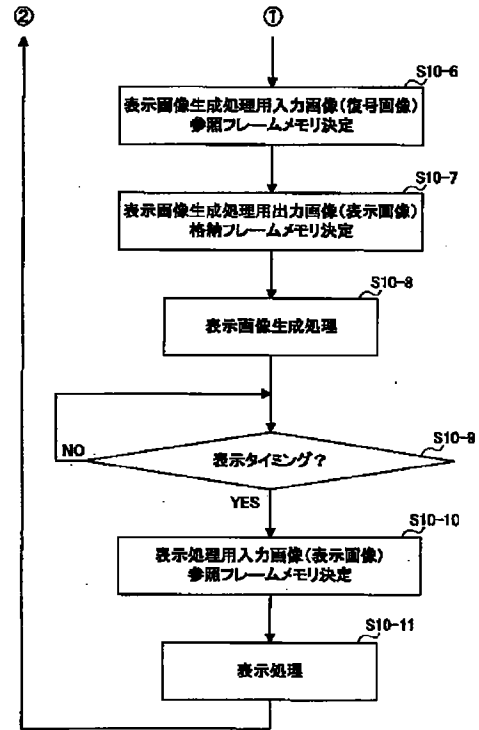 ②
①
S10-6
表示画像生成処理用入力画像(復号画像)
参照フレームメモリ決定
S10-7
表示画像生成処理用出力画像(表示画像)
格納フレームメモリ決定
S10-8
表示画像生成処理
S10-9
表示タイミング？
NO
YES
S10-10
表示処理用入力画像(表示画像)
参照フレームメモリ決定
S10-11
表示処理